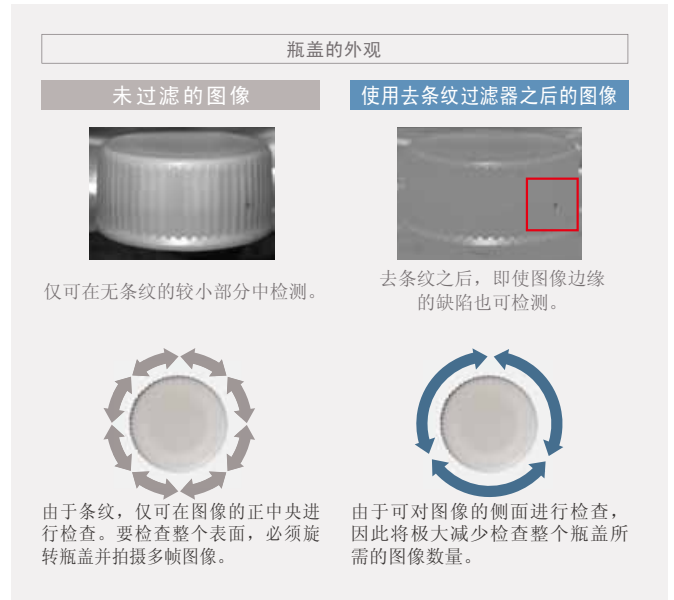 瓶盖的外观
未过滤的图像
使用去条纹过滤器之后的图像
仅可在无条纹的较小部分中检测。
去条纹之后，即使图像边缘
的缺陷也可检测。
由于条纹，仅可在图像的正中央进
行检查。要检查整个表面，必须旋
转瓶盖并拍摄多帧图像。
由于可对图像的侧面进行检查，
因此将极大减少检查整个瓶盖所
需的图像数量。